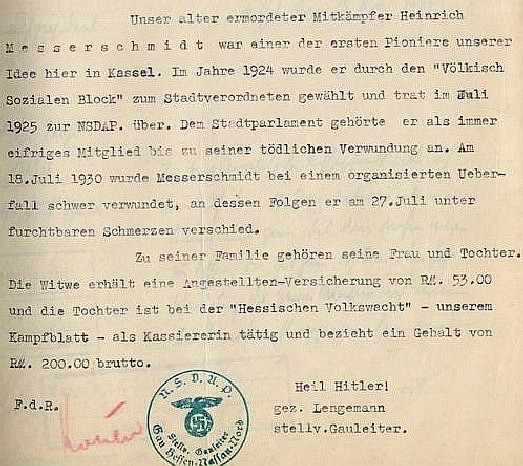 Unser alter ermordeter Mitkämpfer Heinrich
Messerschmidt war einer der ersten Pioniere unserer
Idee hier in Kassel. Im Jahre 1924 wurde er durch den "Völkisch
Sozialen Block" zum Stadtverordneten gewählt und trat im Juli
1925 zur NSDAP. über. Dem Stadtparlament gehörte er als immer
eifriges Mitglied bis zu seiner tödlichen Verwundung an. Am
18.Juli 1930 wurde Messerschmidt bei einem organisierten Ueber-
fall schwer verwundet, an dessen Folgen er am 27.Juli unter
furchtbaren Schmerzen verschied.
Zu seiner Familie gehören seine Frau und Tochter.
Die Witwe erhält eine Angestellten-Versicherung von RM. 53.00
und die Tochter ist bei der "Hessischen Volkswacht" - unserem
Kampfblatt - als Kassiererin tätig und bezieht ein Gehalt von
RM. 200.00 brutto.
Heil Hitler!
F.d.R.
gez. Lengemann
stellv.Gauleiter.
N.S.D.A.P.
Stellv. Gauleiter
Gau Hessen-Nassau-Nord